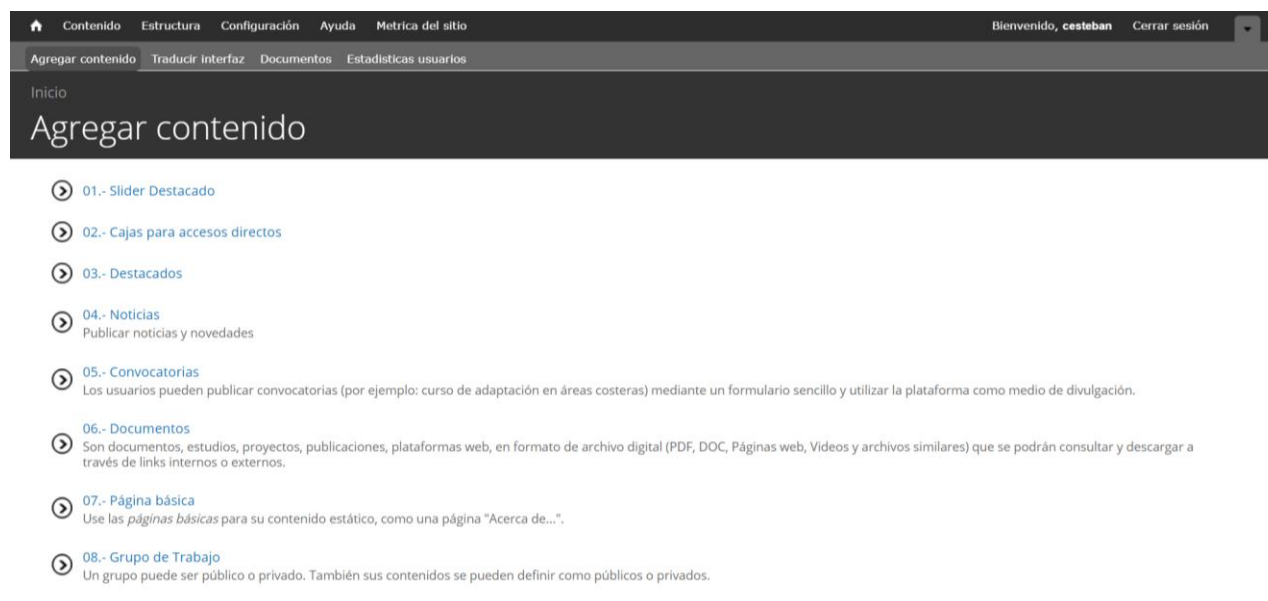 Contenido Estructura Configuración Ayuda Metrica del sitio Bienvenido, cesteban Cerrar sesión
Agregar contenido Traducir interfaz Documentos Estadisticas usuarios
Inicio
Agregar contenido
01.- Slider Destacado
02.- Cajas para accesos directos
03.- Destacados
04.- Noticias
Publicar noticias y novedades
05.- Convocatorias
Los usuarios pueden publicar convocatorias (por ejemplo: curso de adaptación en áreas costeras) mediante un formulario sencillo y utilizar la plataforma como medio de divulgación.
06.- Documentos
Son documentos, estudios, proyectos, publicaciones, plataformas web, en formato de archivo digital (PDF, DOC, Páginas web, Videos y archivos similares) que se podrán consultar y descargar a
través de links internos o externos.
07.- Página básica
Use las páginas básicas para su contenido estático, como una página "Acerca de...".
08.- Grupo de Trabajo
Un grupo puede ser público o privado. También sus contenidos se pueden definir como públicos o privados.